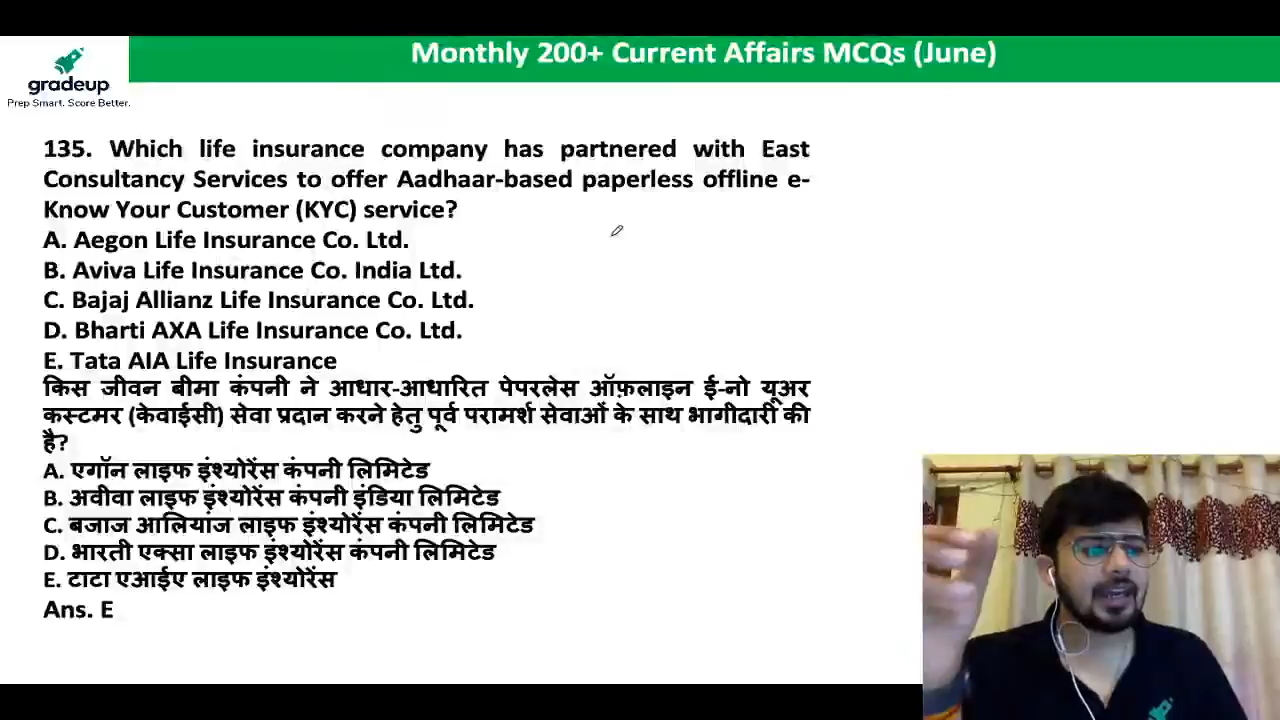 gradeup
Prep Smart. Score Better.
Monthly 200+ Current Affairs MCQs (June)
135. Which life insurance company has partnered with East
Consultancy Services to offer Aadhaar-based paperless offline e-
Know Your Customer (KYC) service?
A. Aegon Life Insurance Co. Ltd.
B. Aviva Life Insurance Co. India Ltd.
C. Bajaj Allianz Life Insurance Co. Ltd.
D. Bharti AXA Life Insurance Co. Ltd.
E. Tata AIA Life Insurance
किस जीवन बीमा कंपनी ने आधार-आधारित पेपरलेस ऑफ़लाइन ई-नो यूअर
कस्टमर (केवाईसी) सेवा प्रदान करने हेतु पूर्व परामर्श सेवाओं के साथ भागीदारी की
है?
A. एगॉन लाइफ इंश्योरेंस कंपनी लिमिटेड
B. अवीवा लाइफ इंश्योरेंस कंपनी इंडिया लिमिटेड
C. बजाज आलियांज लाइफ इंश्योरेंस कंपनी लिमिटेड
D. भारती एक्सा लाइफ इंश्योरेंस कंपनी लिमिटेड
E. टाटा एआईए लाइफ इंश्योरेंस
Ans. E